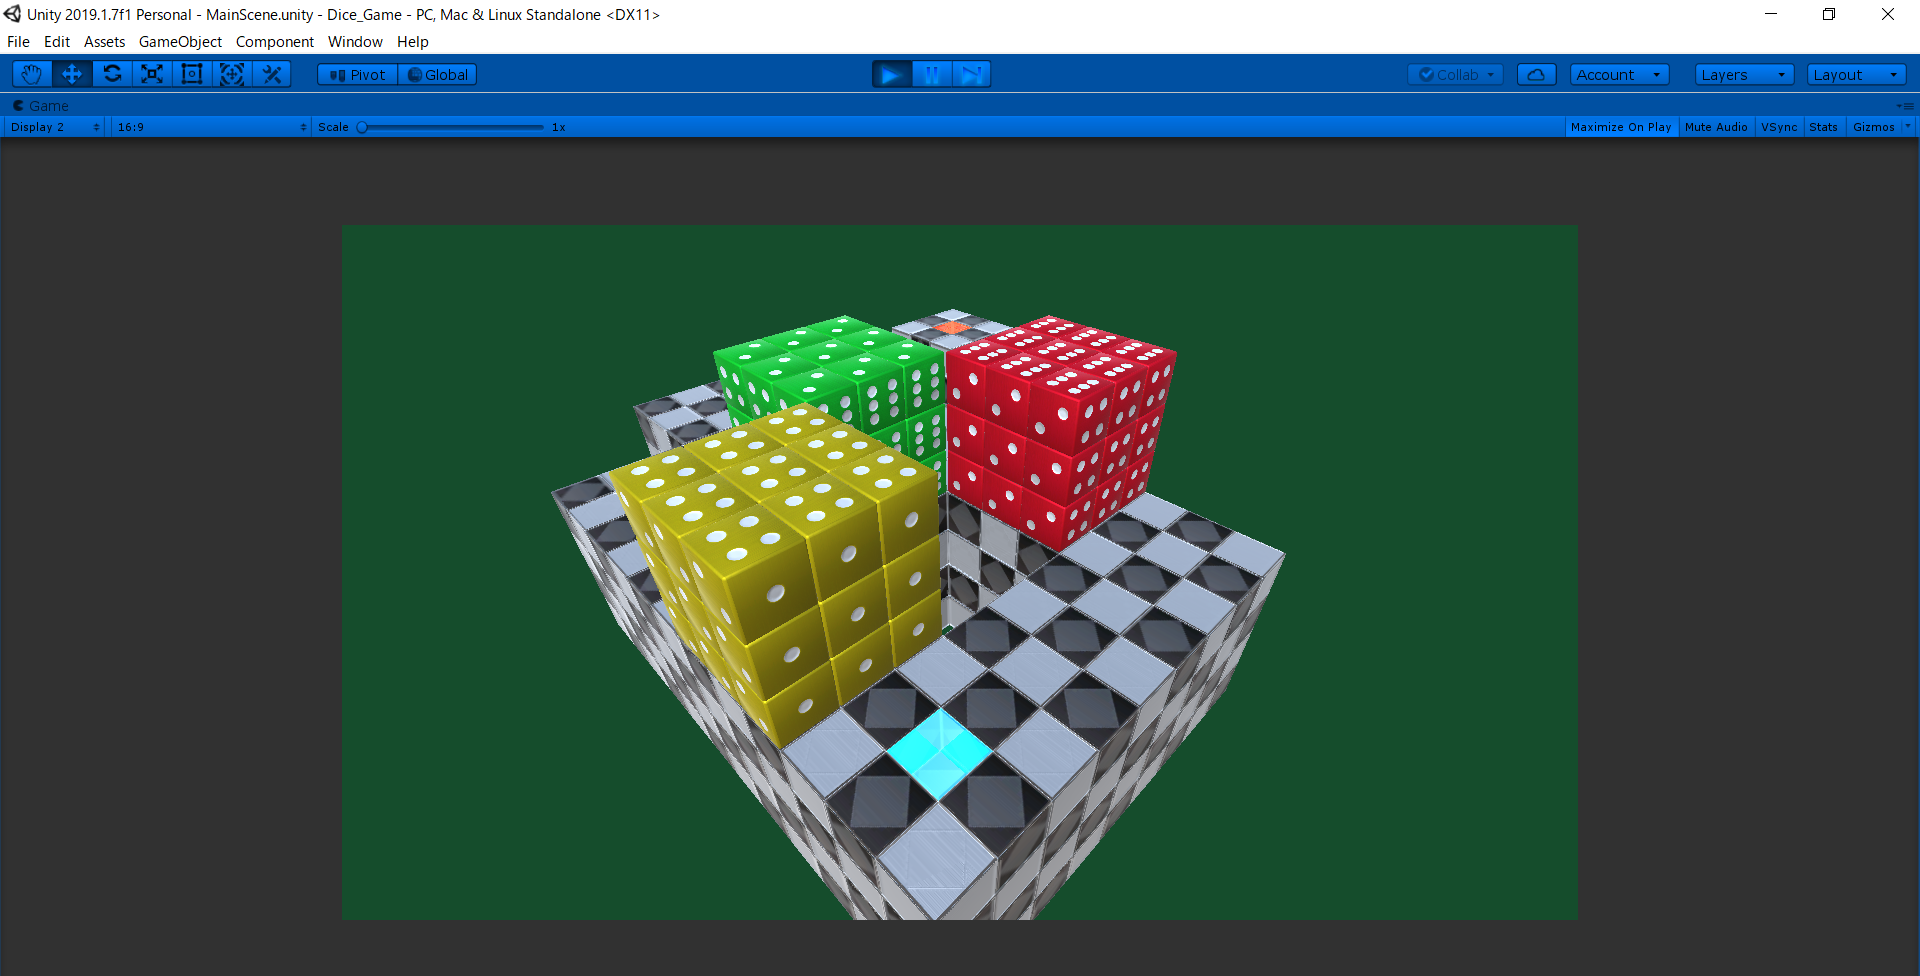 Unity 2019.1.7f1 Personal - MainScene.unity - Dice_Game - PC, Mac & Linux Standalone <DX11>
File Edit Assets GameObject Component Window Help
Pivot Global Collab Account Layers Layout
Game
Display 2 16:9 Scale 1x Maximize On Play Mute Audio VSync Stats Gizmos